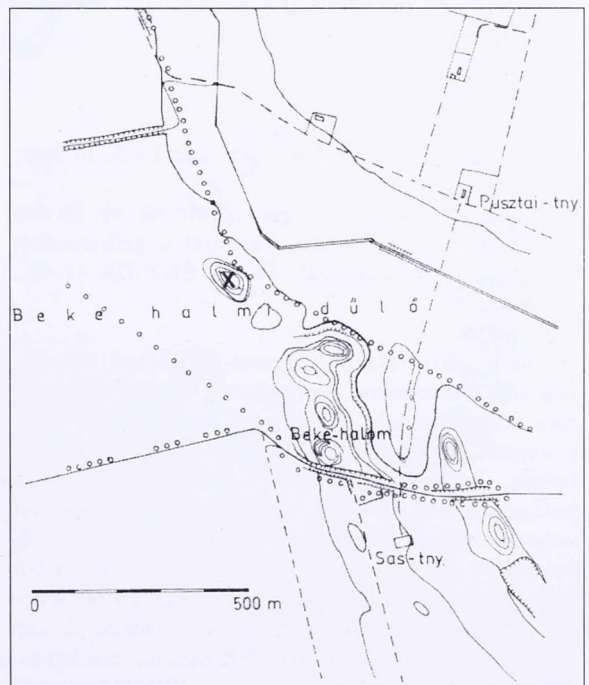 Pusztai-tny.
X
Beke halmi dűlő
Beke-halom
Sas-tny.
0 500 m